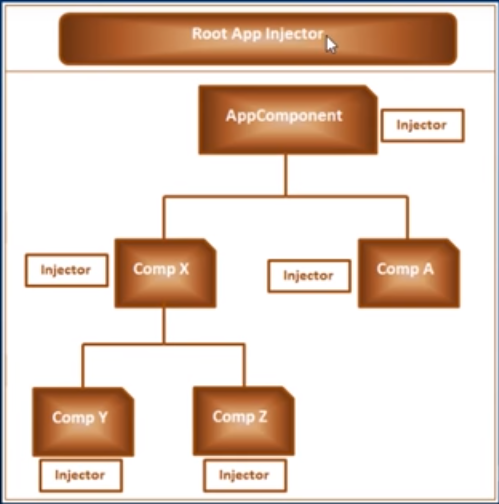 Root App Injector
AppComponent
Injector
Injector
Comp X
Injector
Comp A
Comp Y
Comp Z
Injector
Injector